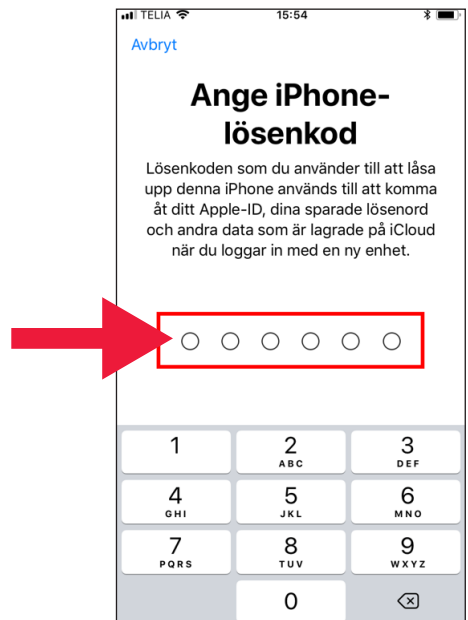 TELIA 15:54
Avbryt
Ange iPhone-
lösenkod
Lösenkoden som du använder till att låsa
upp denna iPhone används till att komma
åt ditt Apple-ID, dina sparade lösenord
och andra data som är lagrade på iCloud
när du loggar in med en ny enhet.
1 2 3
ABC DEF
4 5 6
GHI JKL MNO
7 8 9
PQRS TUV WXYZ
0